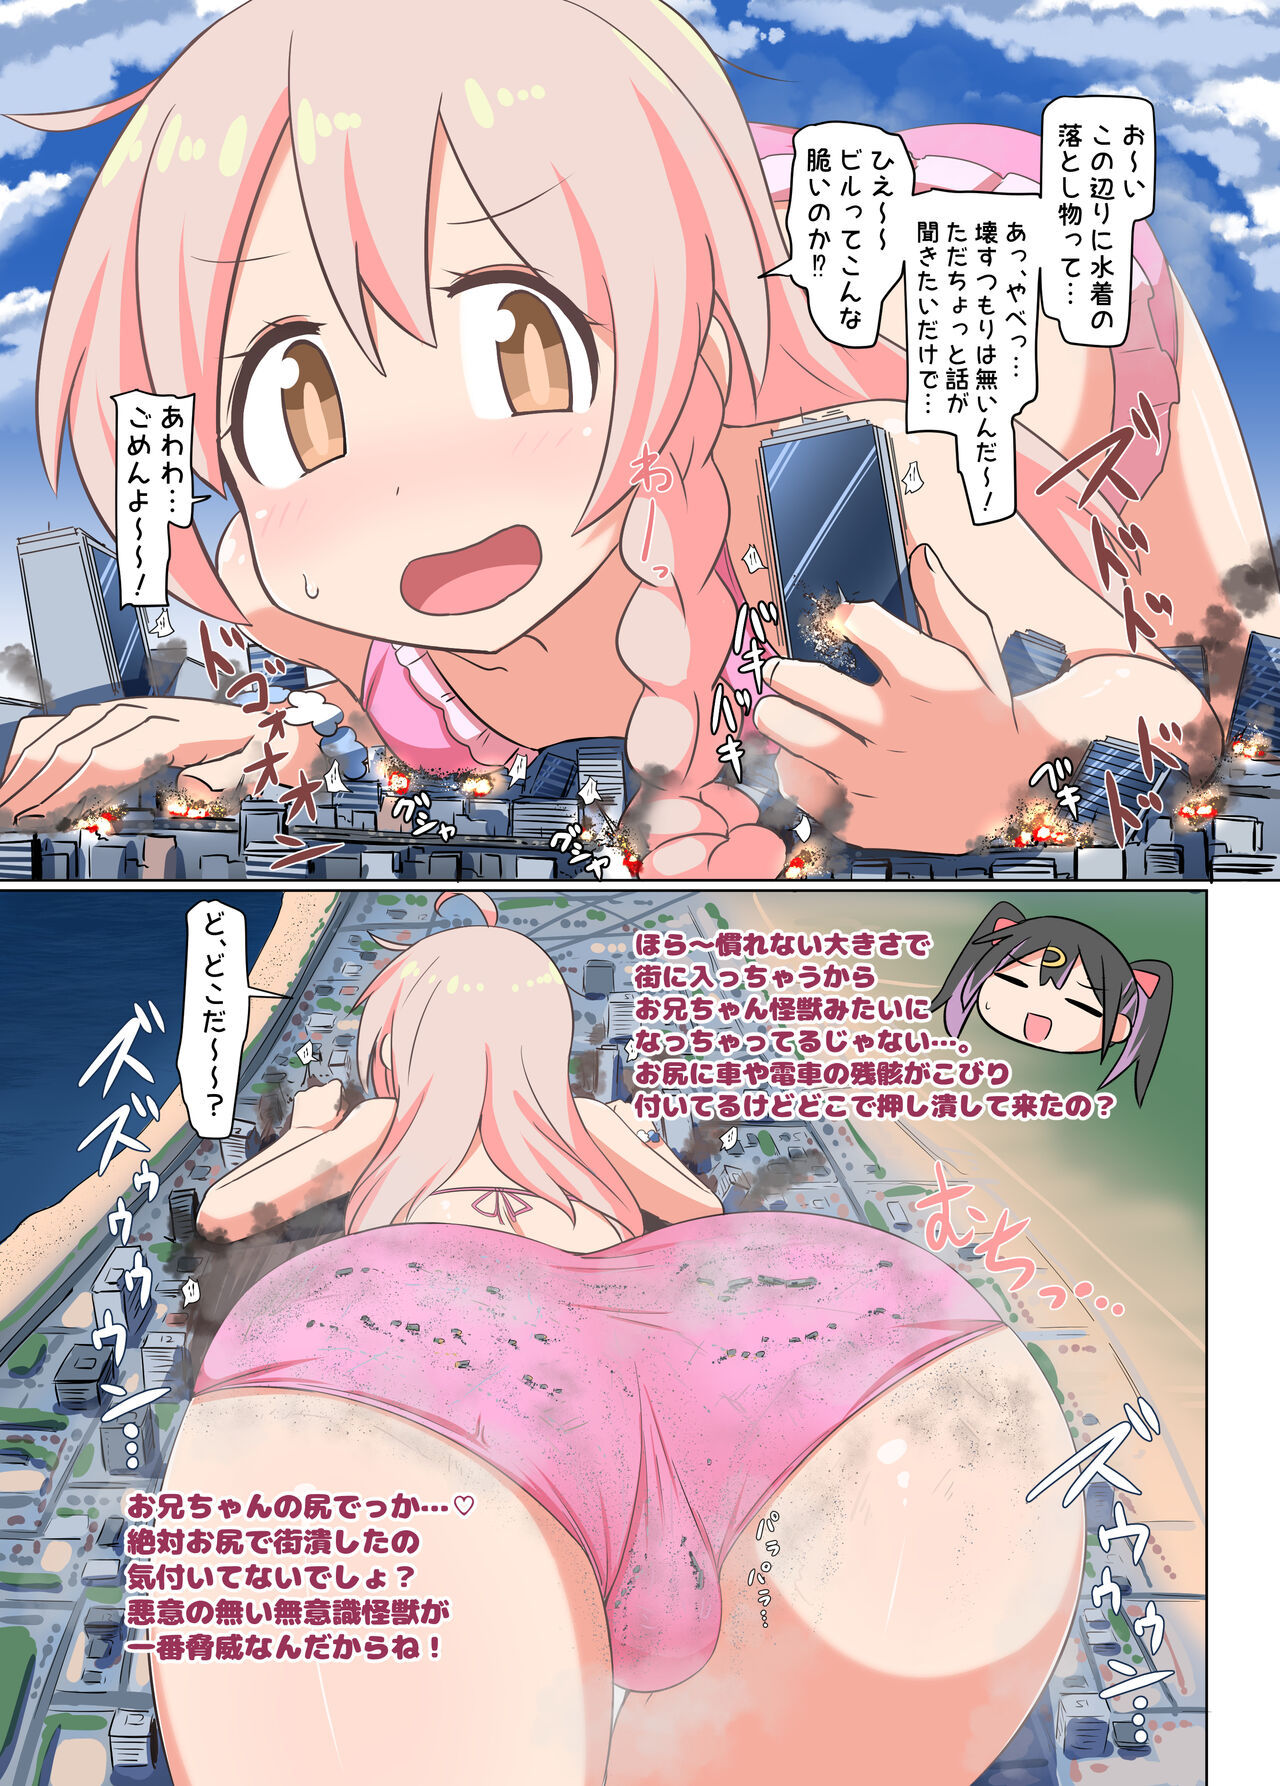 お〜い
この辺りに水着の
落とし物って…
あっ、やべっ…
壊すつもりは無いんだ〜！
ただちょっと話が
聞きたいだけで…
ひえ〜〜
ビルってこんな
脆いのか!?
あわわ…
ごめんよ〜〜！
わーっ
ズズ
ドドド
ドドドゴォオオオン
バキバキ
バキ
グシャ
グシャ
ど、どこだ〜〜？
ほら〜慣れない大きさで
街に入っちゃうから
お兄ちゃん怪獣みたいに
なっちゃってるじゃない…。
お尻に車や電車の残骸がこびり
付いてるけどどこで押し潰して来たの？
むちっ…
ズズゥゥウウン…
ズゥゥウン…
パラパラ…
お兄ちゃんの尻でっか…♡
絶対お尻で街潰したの
気付いてないでしょ？
悪意の無い無意識怪獣が
一番脅威なんだからね！